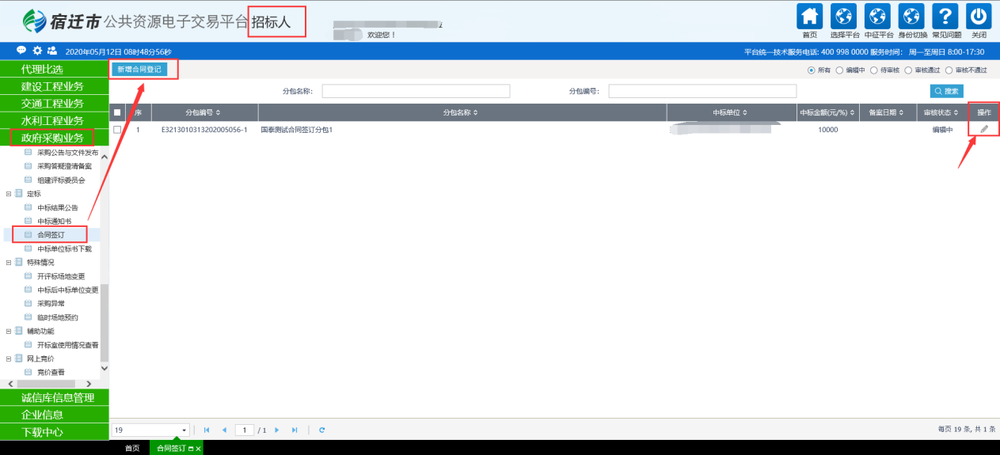 宿迁市 公共资源电子交易平台 招标人
欢迎您！
首页 选择平台 中征平台 身份切换 常见问题 关闭
2020年05月12日 08时48分56秒
平台统一技术服务电话: 400 998 0000 服务时间： 周一至周日 8:00-17:30
代理比选
建设工程业务
交通工程业务
水利工程业务
政府采购业务
采购公告与文件发布
采购答疑澄清备案
组建评标委员会
定标
中标结果公告
中标通知书
合同签订
中标单位标书下载
特殊情况
开评标场地变更
中标后中标单位变更
采购异常
临时场地预约
辅助功能
开标室使用情况查看
网上竞价
竞价查看
诚信库信息管理
企业信息
下载中心
新增合同登记
所有 编辑中 待审核 审核通过 审核不通过
分包名称: 分包编号: 搜索
序 分包编号 分包名称 中标单位 中标金额(元/%) 备案日期 审核状态 操作
1 E3213010313202005056-1 国泰测试合同签订分包1 10000 编辑中
19 1 / 1
每页 19 条, 共 1 条
首页 合同签订